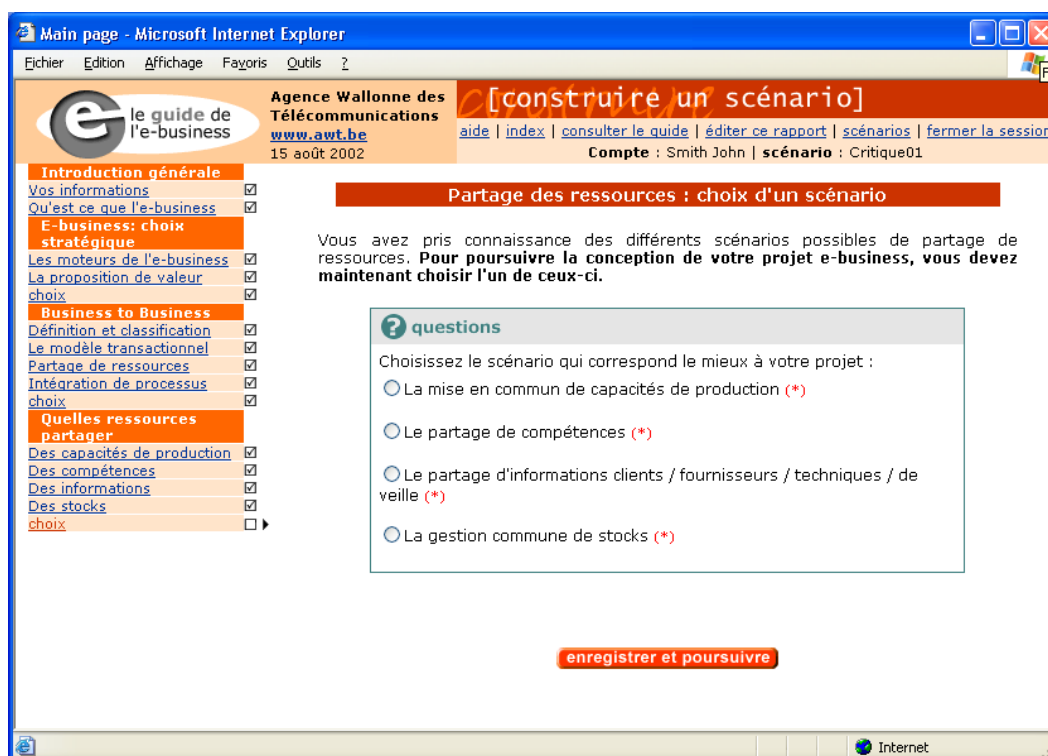 Main page - Microsoft Internet Explorer
Fichier Edition Affichage Favoris Outils ?
le guide de
l'e-business
Agence Wallonne des
Télécommunications
www.awt.be
15 août 2002
construire
[construire un scénario]
aide | index | consulter le guide | éditer ce rapport | scénarios | fermer la session
Compte : Smith John | scénario : Critique01
Introduction générale
Vos informations
Qu'est ce que l'e-business
E-business: choix
stratégique
Les moteurs de l'e-business
La proposition de valeur
choix
Business to Business
Définition et classification
Le modèle transactionnel
Partage de ressources
Intégration de processus
choix
Quelles ressources
partager
Des capacités de production
Des compétences
Des informations
Des stocks
choix
Partage des ressources : choix d'un scénario
Vous avez pris connaissance des différents scénarios possibles de partage de
ressources. Pour poursuivre la conception de votre projet e-business, vous devez
maintenant choisir l'un de ceux-ci.
? questions
Choisissez le scénario qui correspond le mieux à votre projet :
La mise en commun de capacités de production (*)
Le partage de compétences (*)
Le partage d'informations clients / fournisseurs / techniques / de
veille (*)
La gestion commune de stocks (*)
enregistrer et poursuivre
Internet